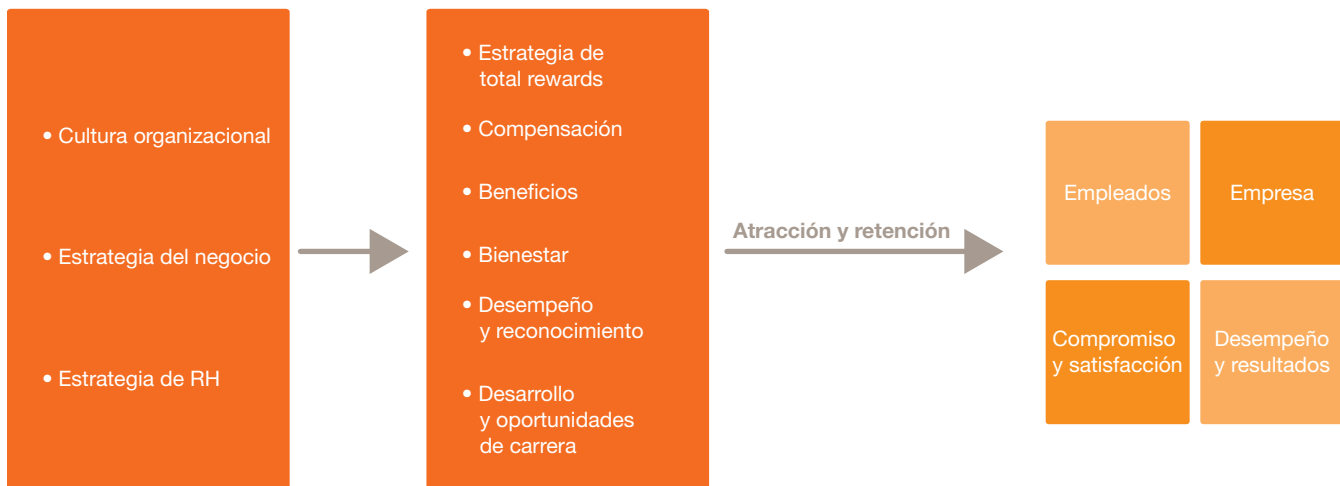 • Cultura organizacional
• Estrategia del negocio
• Estrategia de RH
• Estrategia de
total rewards
• Compensación
• Beneficios
• Bienestar
• Desempeño
y reconocimiento
• Desarrollo
y oportunidades
de carrera
Atracción y retención
Empleados
Empresa
Compromiso
y satisfacción
Desempeño
y resultados